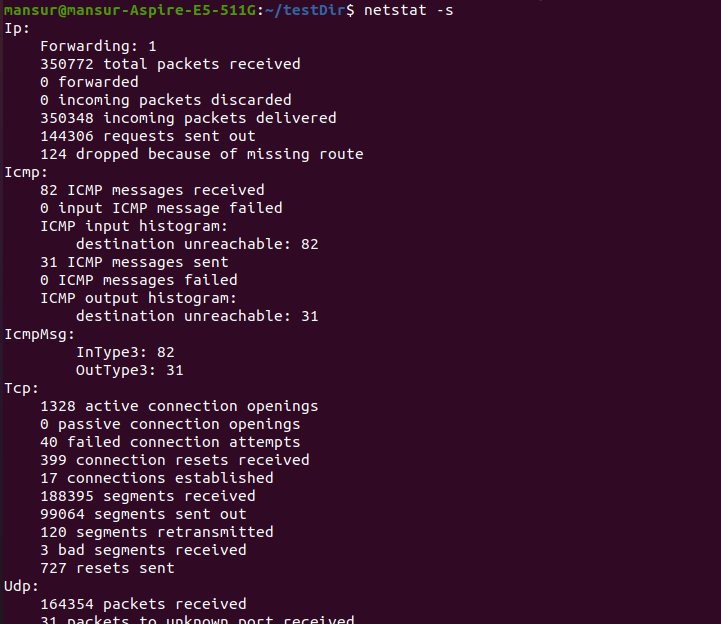 mansur@mansur-Aspire-E5-511G:~/testDir$ netstat -s
Ip:
    Forwarding: 1
    350772 total packets received
    0 forwarded
    0 incoming packets discarded
    350348 incoming packets delivered
    144306 requests sent out
    124 dropped because of missing route
Icmp:
    82 ICMP messages received
    0 input ICMP message failed
    ICMP input histogram:
        destination unreachable: 82
    31 ICMP messages sent
    0 ICMP messages failed
    ICMP output histogram:
        destination unreachable: 31
IcmpMsg:
        InType3: 82
        OutType3: 31
Tcp:
    1328 active connection openings
    0 passive connection openings
    40 failed connection attempts
    399 connection resets received
    17 connections established
    188395 segments received
    99064 segments sent out
    120 segments retransmitted
    3 bad segments received
    727 resets sent
Udp:
    164354 packets received
    31 packets to unknown port received